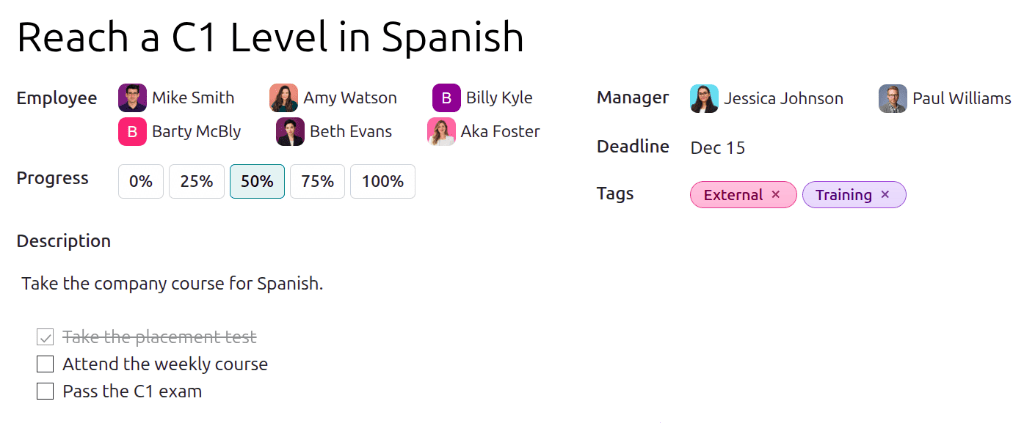 Reach a C1 Level in Spanish
Employee Mike Smith Amy Watson B Billy Kyle
B Barty McBly Beth Evans Aka Foster
Progress 0% 25% 50% 75% 100%
Manager Jessica Johnson Paul Williams
Deadline Dec 15
Tags External × Training ×
Description
Take the company course for Spanish.
Take the placement test
Attend the weekly course
Pass the C1 exam